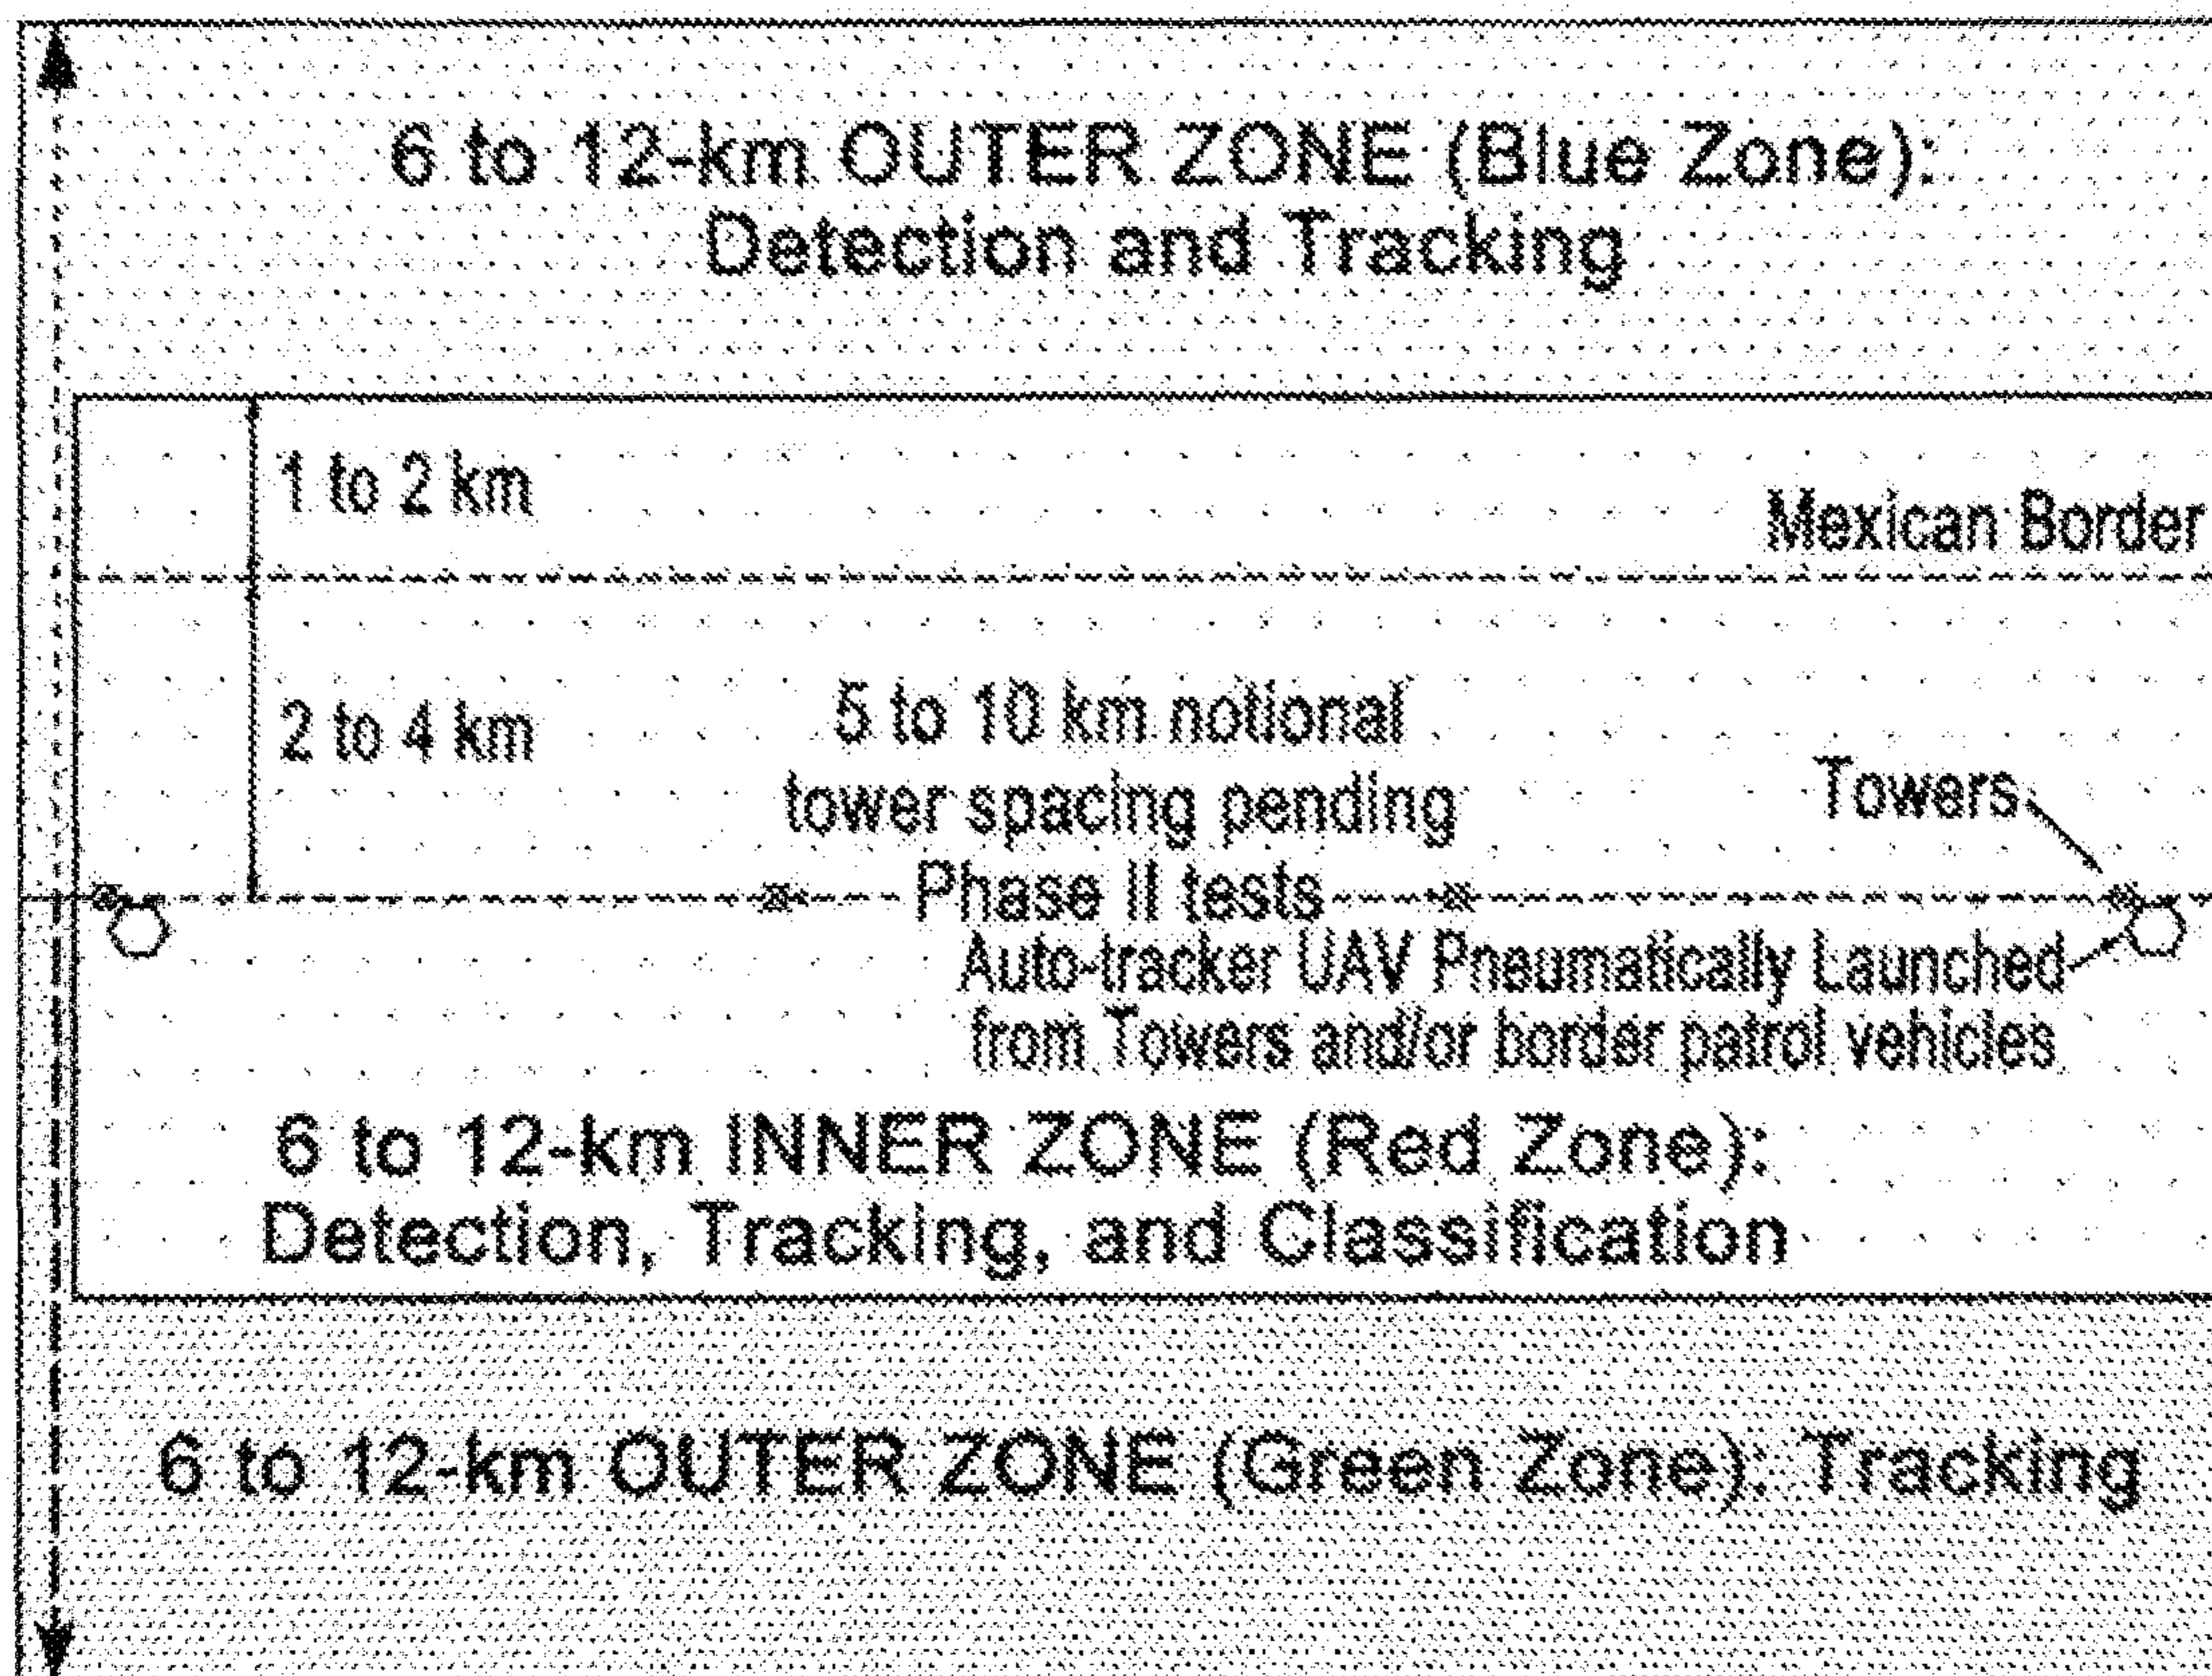 6 to 12-km OUTER ZONE (Blue Zone):
Detection and Tracking
1 to 2 km
Mexican Border
2 to 4 km
5 to 10 km notional
tower spacing pending
Phase II tests
Towers
Auto-tracker UAV Pneumatically Launched
from Towers and/or border patrol vehicles
6 to 12-km INNER ZONE (Red Zone):
Detection, Tracking, and Classification
6 to 12-km OUTER ZONE (Green Zone): Tracking